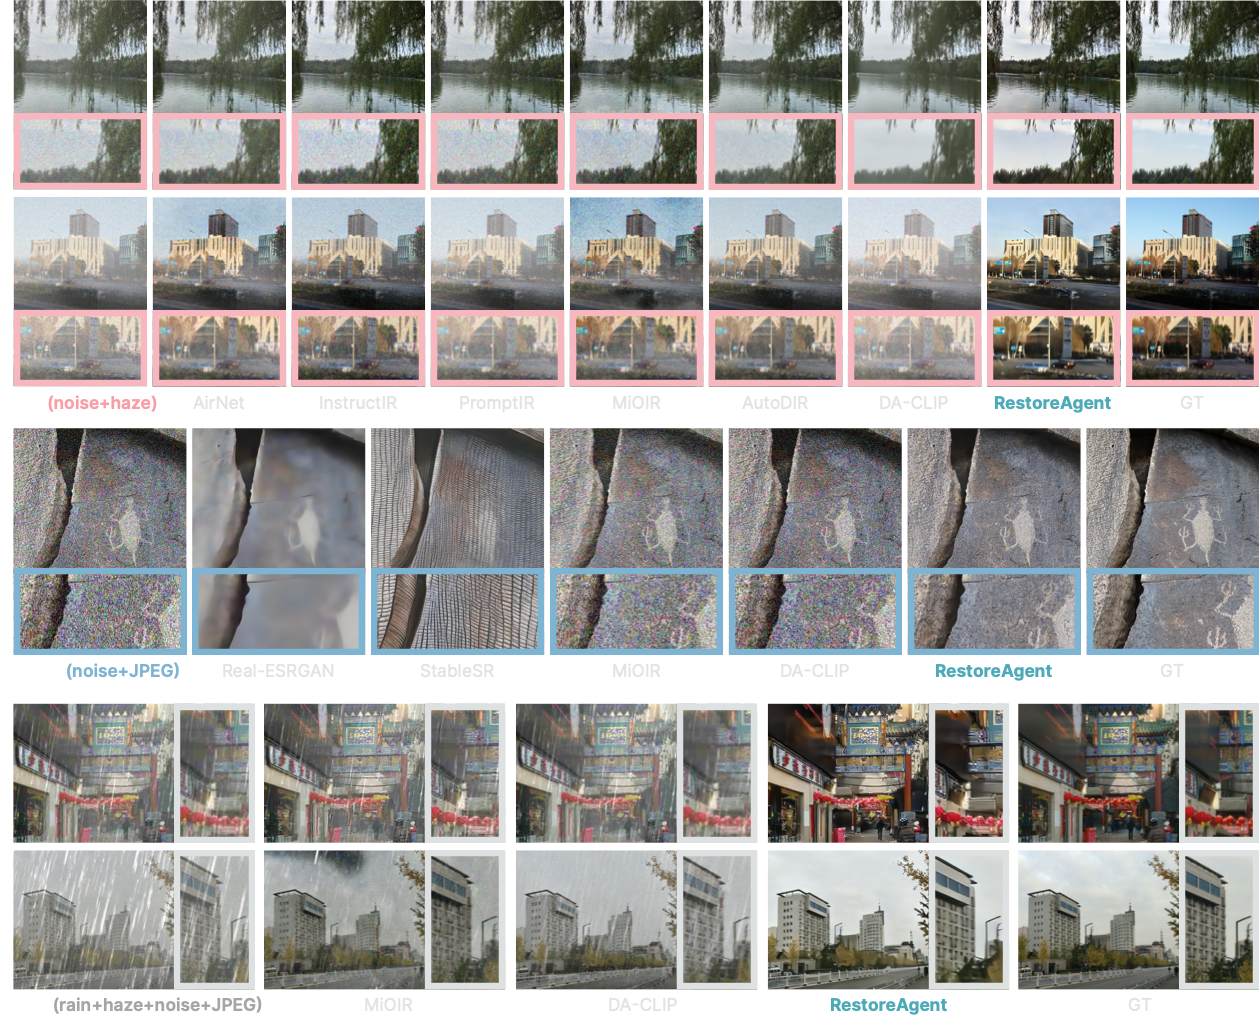 (noise+haze) AirNet InstructIR PromptIR MiOIR AutoDIR DA-CLIP RestoreAgent GT
(noise+JPEG) Real-ESRGAN StableSR MiOIR DA-CLIP RestoreAgent GT
(rain+haze+noise+JPEG) MiOIR DA-CLIP RestoreAgent GT